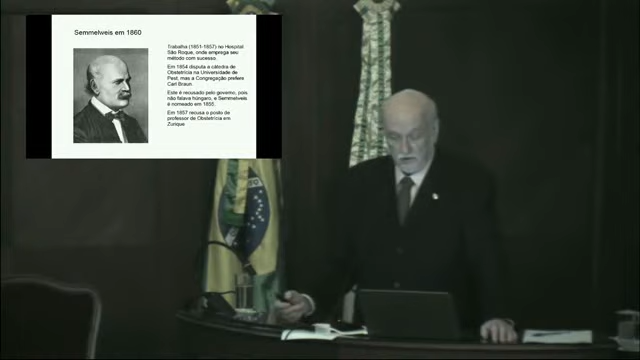 Semmelweis em 1860
Trabalha (1851-1857) no Hospital
São Roque, onde emprega seu
método com sucesso.
Em 1854 disputa a cátedra de
Obstetrícia na Universidade de
Pest, mas a Congregação prefere
Carl Braun.
Este é recusado pelo governo, pois
não falava húngaro, e Semmelweis
é nomeado em 1855.
Em 1857 recusa o posto de
professor de Obstetrícia em
Zurique